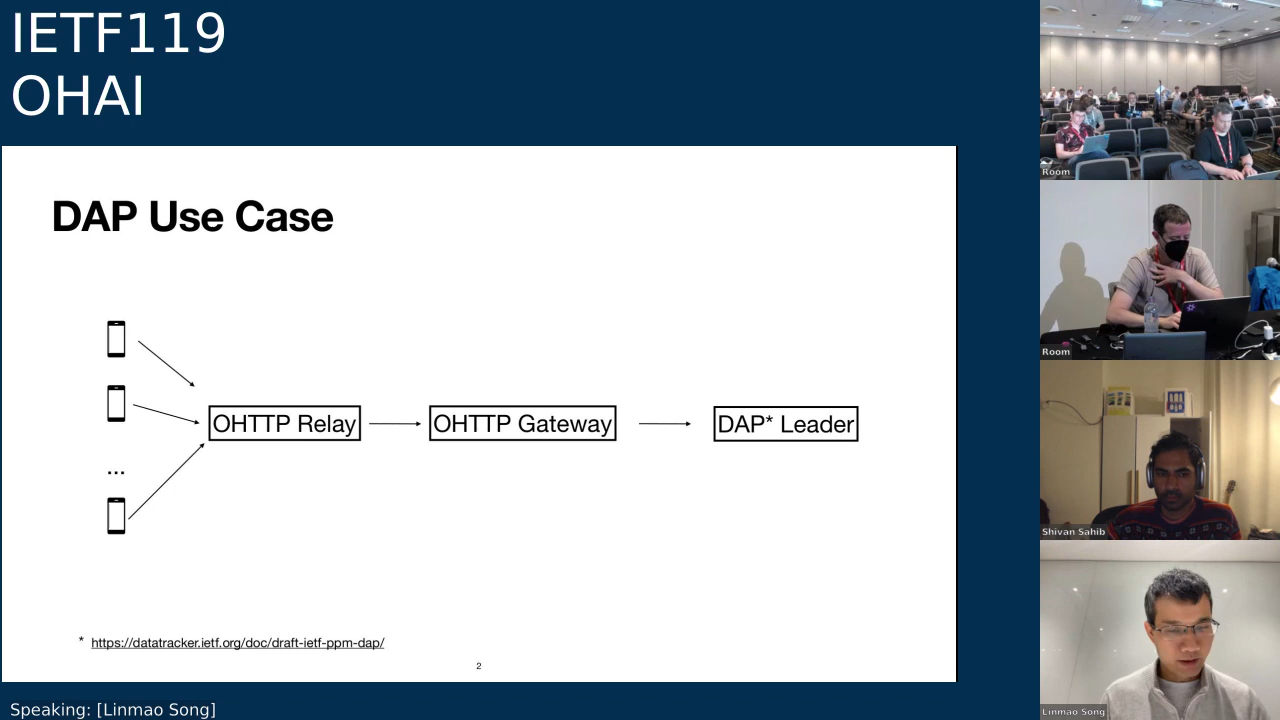 IETF119
OHAI
DAP Use Case
OHTTP Relay
OHTTP Gateway
DAP* Leader
...
* https://datatracker.ietf.org/doc/draft-ietf-ppm-dap/
2
Speaking: [Linmao Song]
Room
Room
Shivan Sahib
Linmao Song